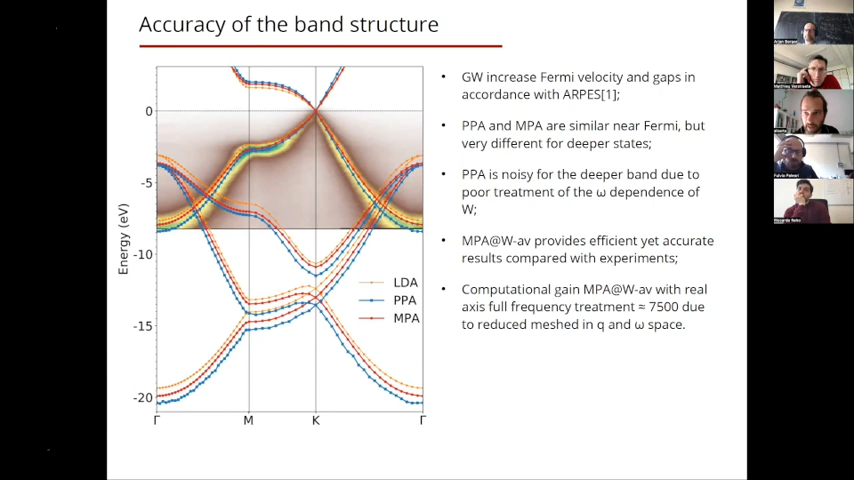 Accuracy of the band structure
0
-5
-10
-15
-20
Energy (eV)
Γ
M
K
Γ
LDA
PPA
MPA
• GW increase Fermi velocity and gaps in
accordance with ARPES[1];
• PPA and MPA are similar near Fermi, but
very different for deeper states;
• PPA is noisy for the deeper band due to
poor treatment of the ω dependence of
W;
• MPA@W-av provides efficient yet accurate
results compared with experiments;
• Computational gain MPA@W-av with real
axis full frequency treatment ≈ 7500 due
to reduced meshed in q and ω space.